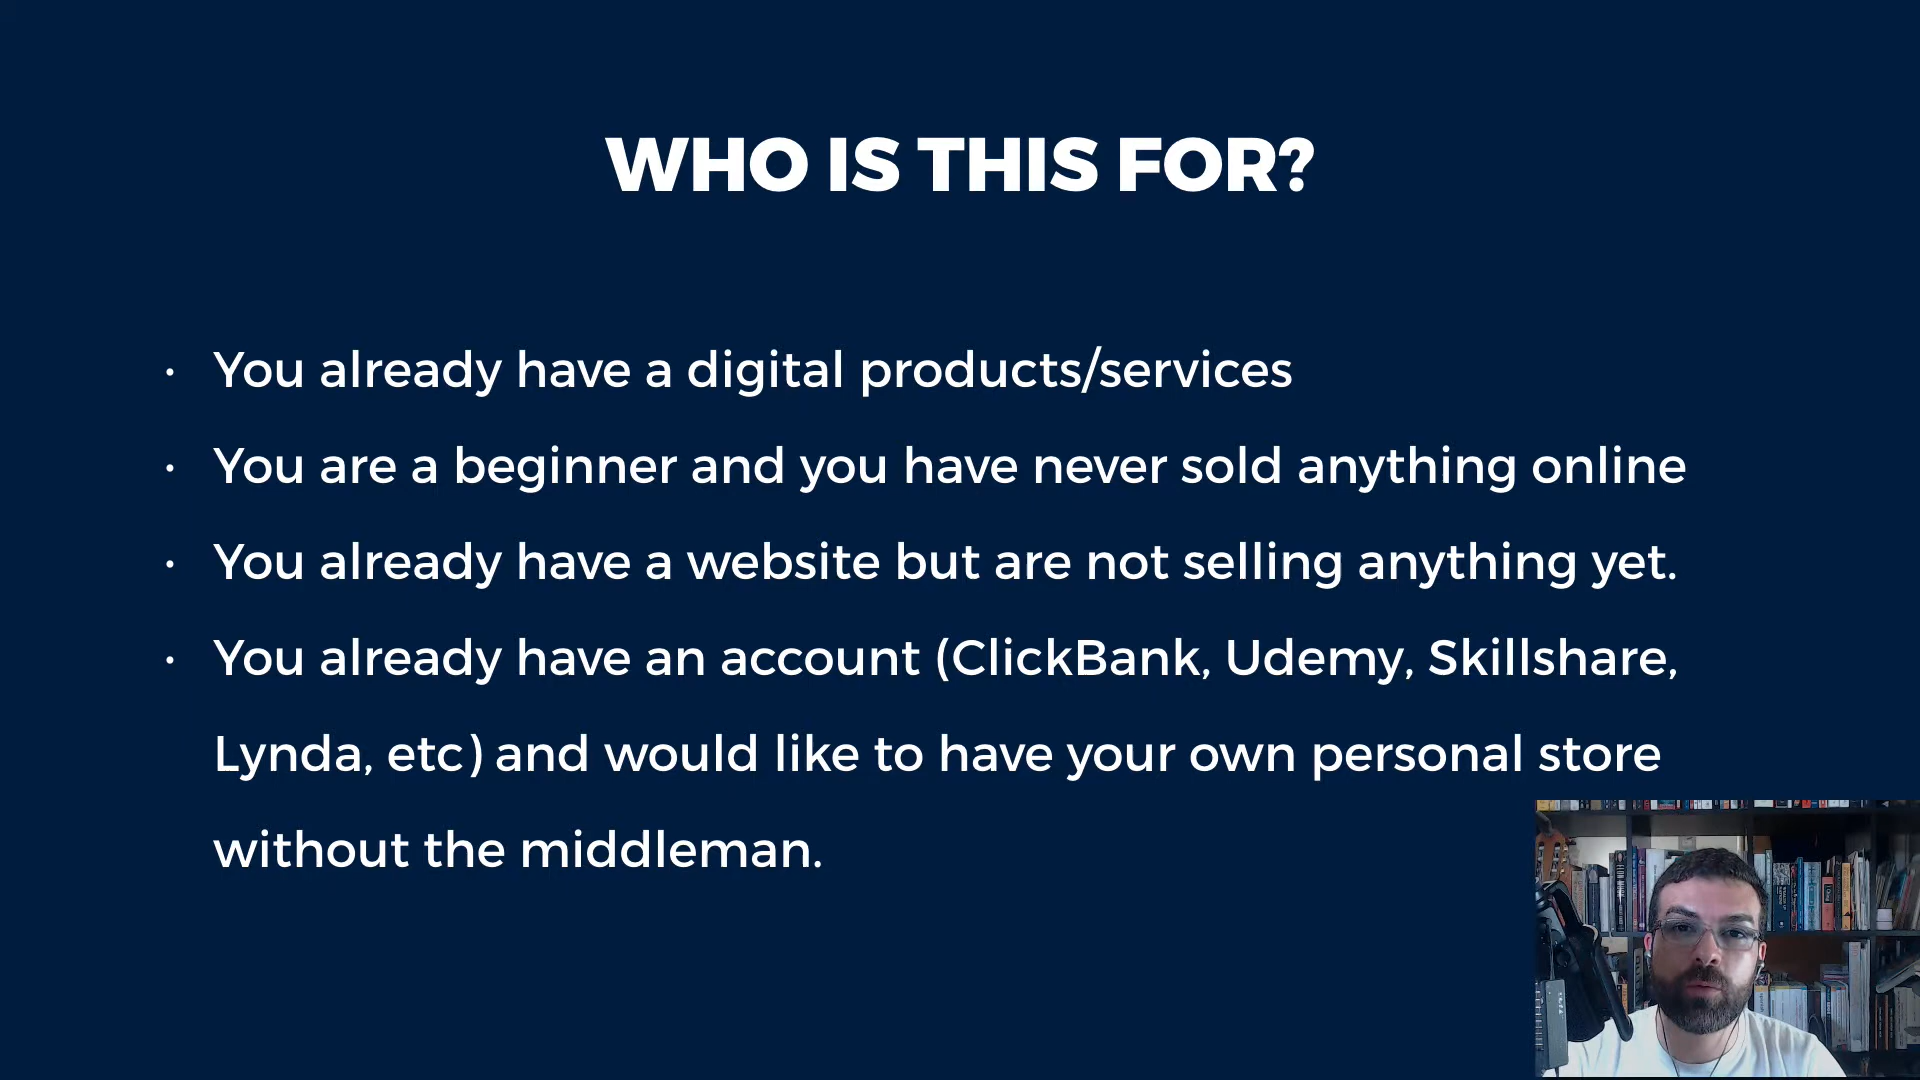 WHO IS THIS FOR?
· You already have a digital products/services
· You are a beginner and you have never sold anything online
· You already have a website but are not selling anything yet.
· You already have an account (ClickBank, Udemy, Skillshare,
Lynda, etc) and would like to have your own personal store
without the middleman.